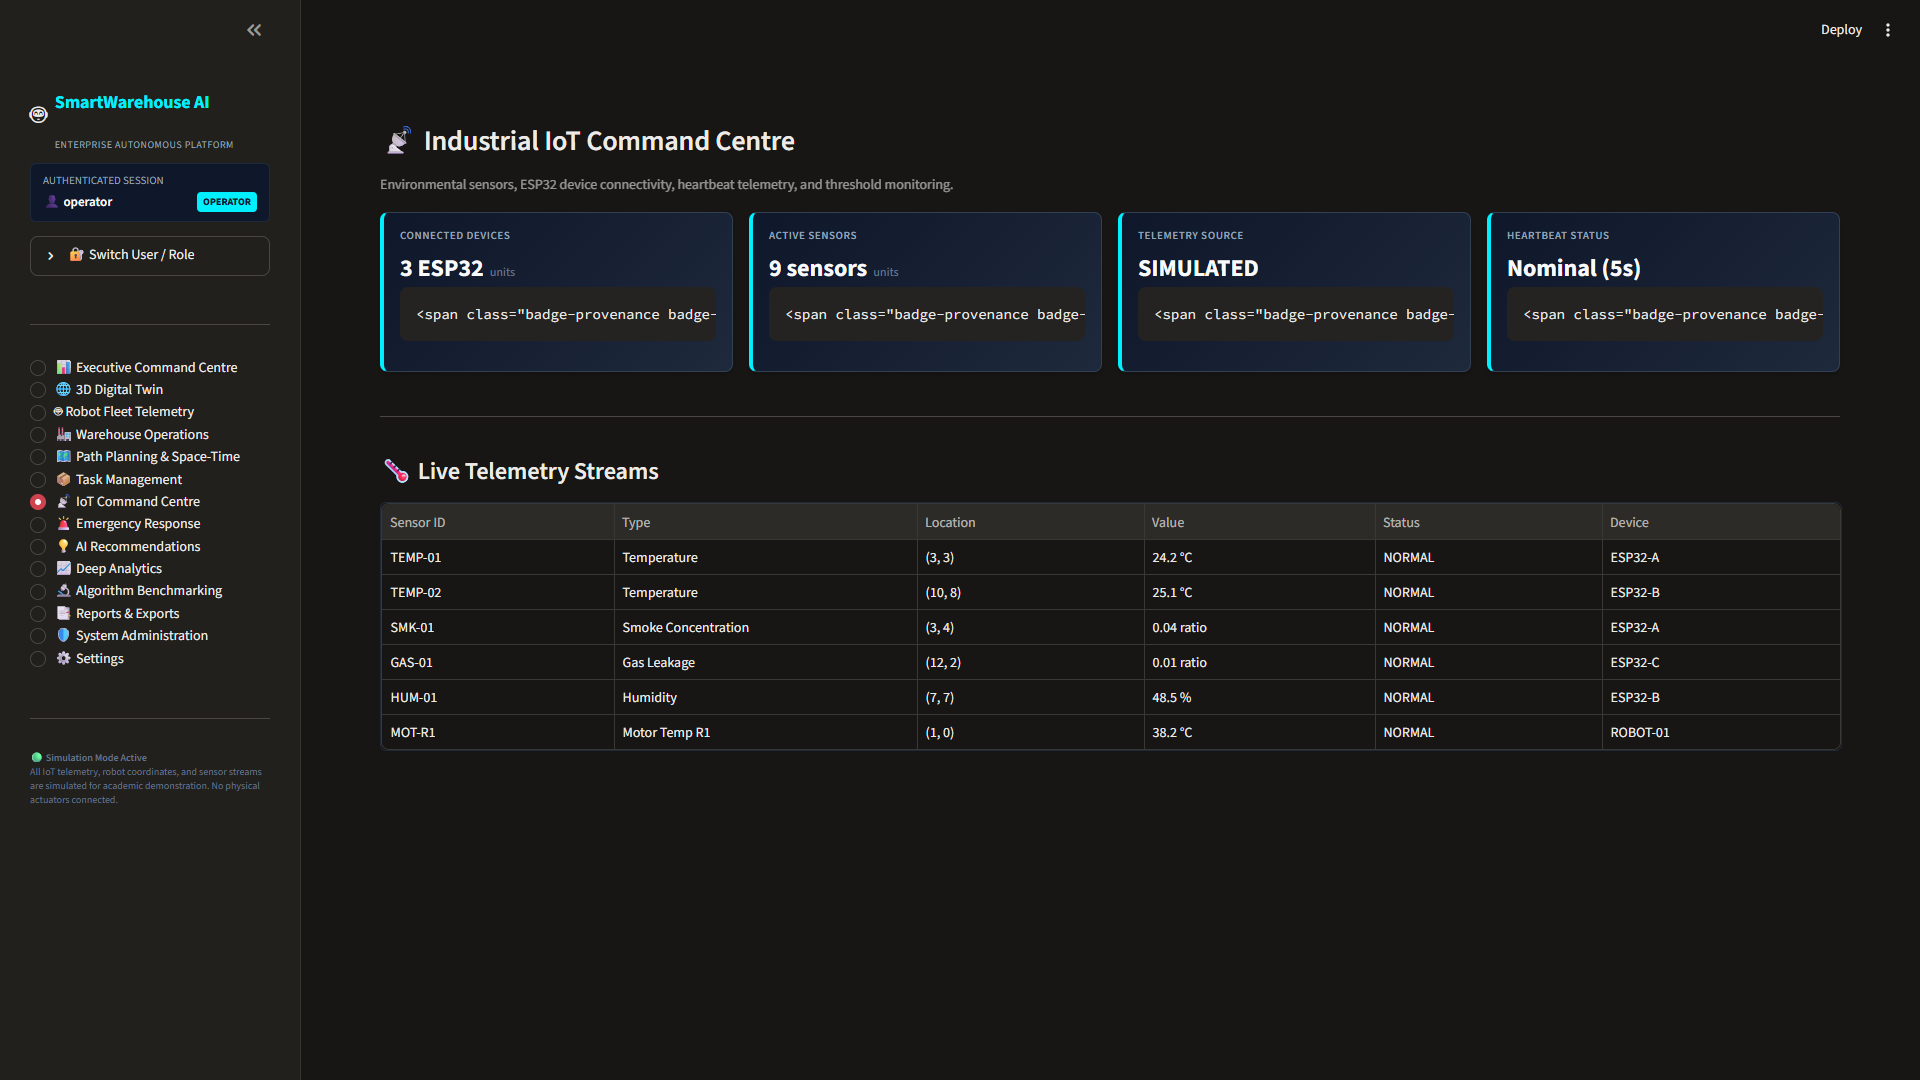 Deploy
SmartWarehouse AI
ENTERPRISE AUTONOMOUS PLATFORM
AUTHENTICATED SESSION
operator
OPERATOR
Switch User / Role
Executive Command Centre
3D Digital Twin
Robot Fleet Telemetry
Warehouse Operations
Path Planning & Space-Time
Task Management
IoT Command Centre
Emergency Response
AI Recommendations
Deep Analytics
Algorithm Benchmarking
Reports & Exports
System Administration
Settings
Simulation Mode Active
All IoT telemetry, robot coordinates, and sensor streams
are simulated for academic demonstration. No physical
actuators connected.
Industrial IoT Command Centre
Environmental sensors, ESP32 device connectivity, heartbeat telemetry, and threshold monitoring.
CONNECTED DEVICES
3 ESP32 units
<span class="badge-provenance badge-
ACTIVE SENSORS
9 sensors units
<span class="badge-provenance badge-
TELEMETRY SOURCE
SIMULATED
<span class="badge-provenance badge-
HEARTBEAT STATUS
Nominal (5s)
<span class="badge-provenance badge-
Live Telemetry Streams
Sensor ID Type Location Value Status Device
TEMP-01 Temperature (3, 3) 24.2 °C NORMAL ESP32-A
TEMP-02 Temperature (10, 8) 25.1 °C NORMAL ESP32-B
SMK-01 Smoke Concentration (3, 4) 0.04 ratio NORMAL ESP32-A
GAS-01 Gas Leakage (12, 2) 0.01 ratio NORMAL ESP32-C
HUM-01 Humidity (7, 7) 48.5 % NORMAL ESP32-B
MOT-R1 Motor Temp R1 (1, 0) 38.2 °C NORMAL ROBOT-01